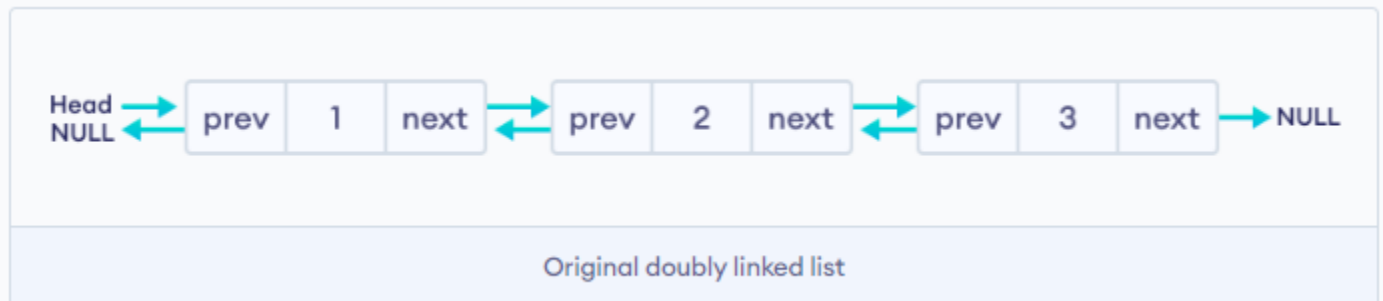 Head
NULL
prev 1 next
prev 2 next
prev 3 next
NULL
Original doubly linked list